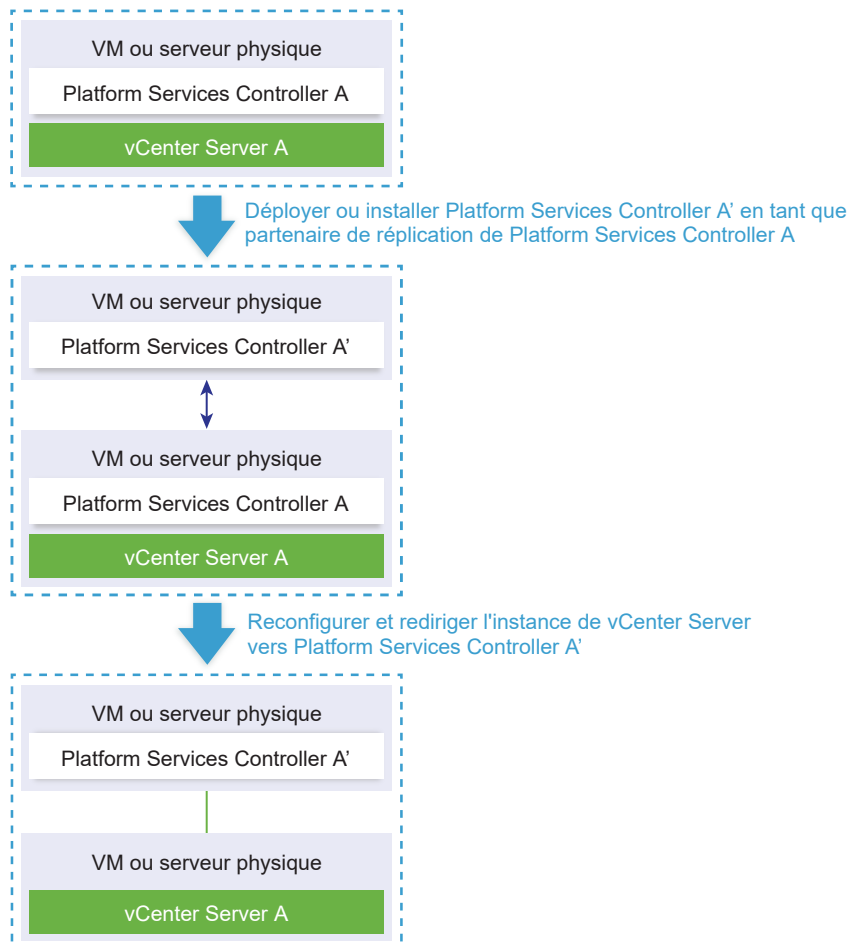 VM ou serveur physique
Platform Services Controller A
vCenter Server A
Déployer ou installer Platform Services Controller A’ en tant que
partenaire de réplication de Platform Services Controller A
VM ou serveur physique
Platform Services Controller A’
VM ou serveur physique
Platform Services Controller A
vCenter Server A
Reconfigurer et rediriger l'instance de vCenter Server
vers Platform Services Controller A’
VM ou serveur physique
Platform Services Controller A’
VM ou serveur physique
vCenter Server A